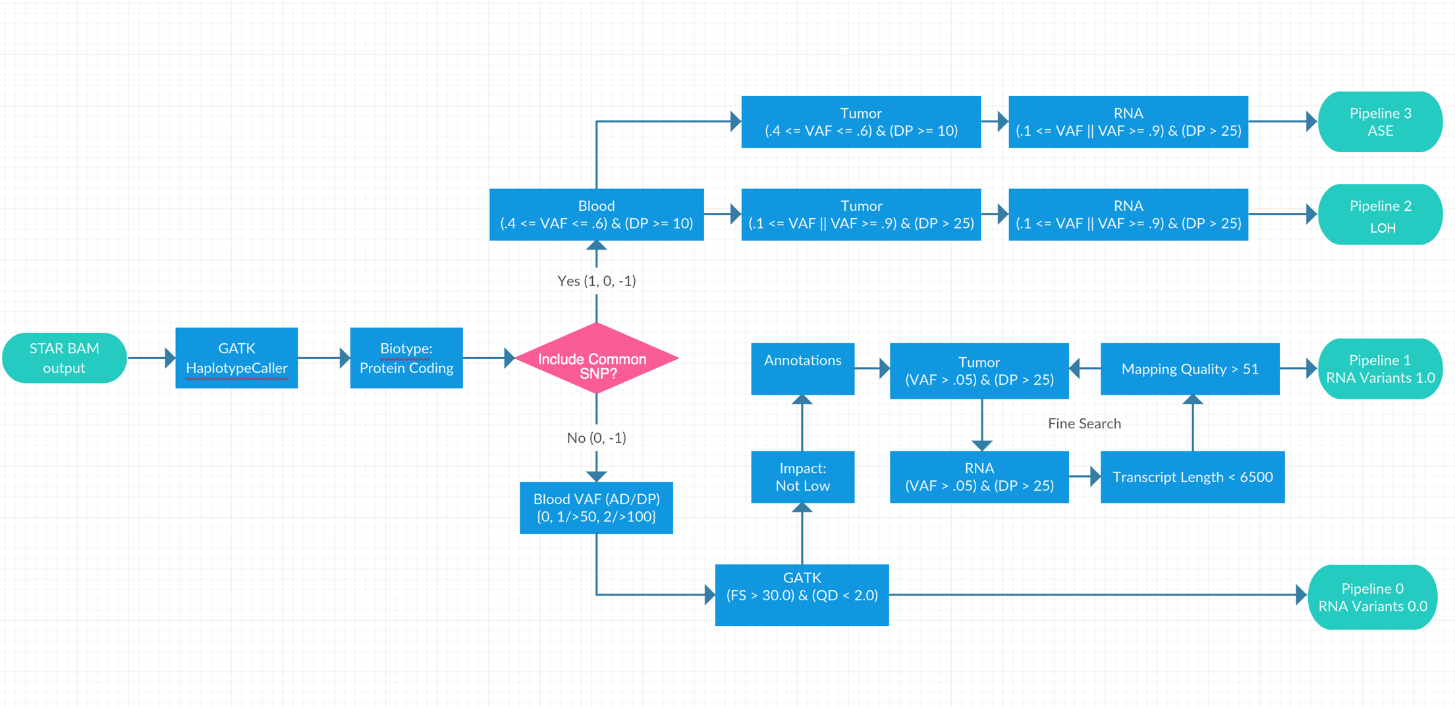 Tumor
(.4 <= VAF <= .6) & (DP >= 10)
RNA
(.1 <= VAF || VAF >= .9) & (DP > 25)
Pipeline 3
ASE
Blood
(.4 <= VAF <= .6) & (DP >= 10)
Tumor
(.1 <= VAF || VAF >= .9) & (DP > 25)
RNA
(.1 <= VAF || VAF >= .9) & (DP > 25)
Pipeline 2
LOH
Yes (1, 0, -1)
STAR BAM
output
GATK
HaplotypeCaller
Biotype:
Protein Coding
Include Common
SNP?
Annotations
Tumor
(VAF > .05) & (DP > 25)
Mapping Quality > 51
Pipeline 1
RNA Variants 1.0
Fine Search
No (0, -1)
Impact:
Not Low
RNA
(VAF > .05) & (DP > 25)
Transcript Length < 6500
Blood VAF (AD/DP)
{0, 1/>50, 2/>100}
GATK
(FS > 30.0) & (QD < 2.0)
Pipeline 0
RNA Variants 0.0